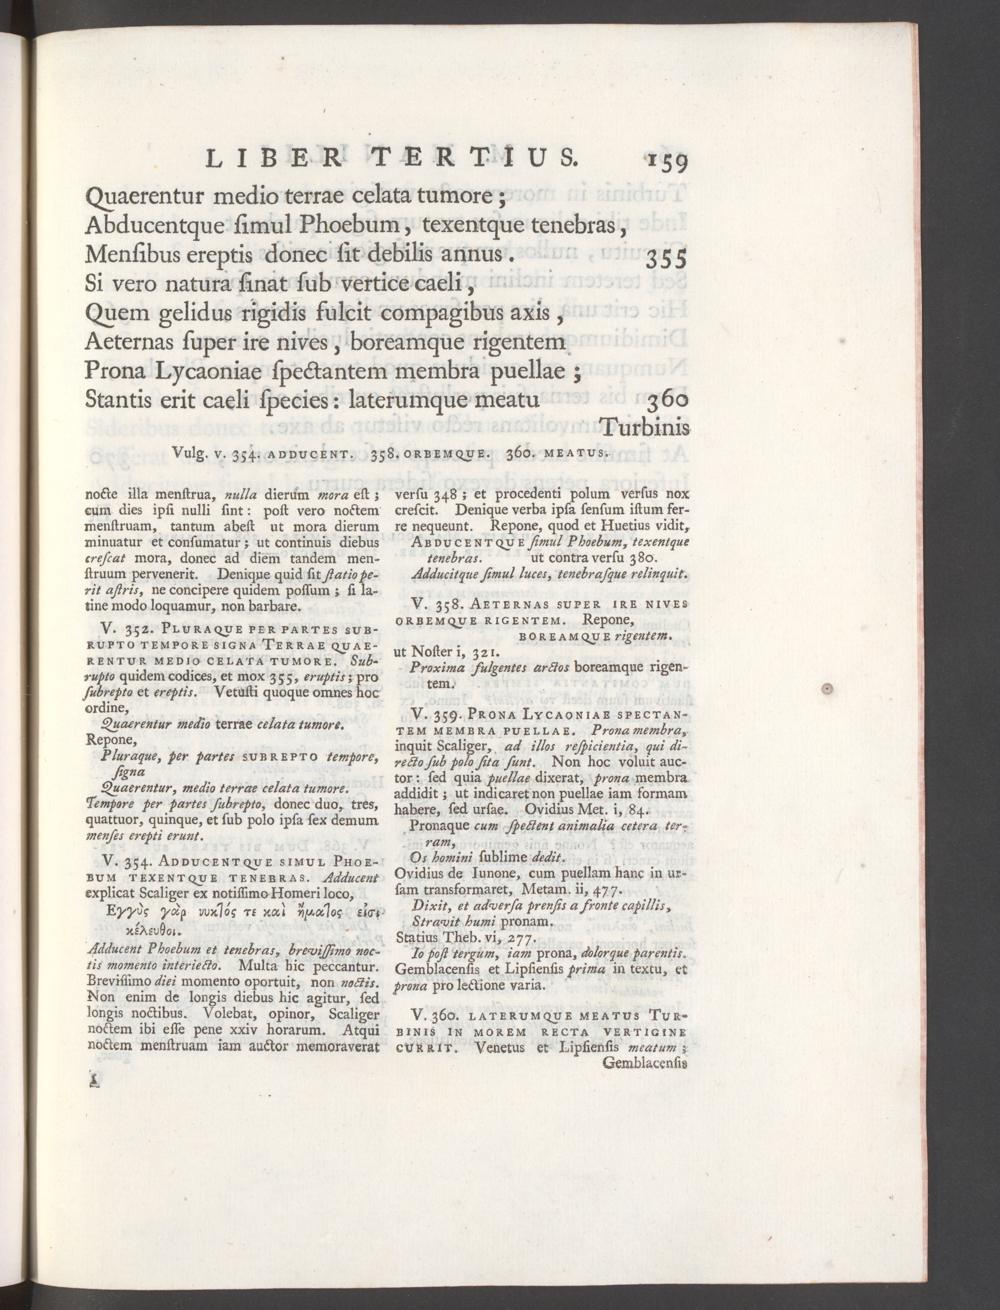 LIBER TERTIUS. 159
Quaerentur medio terrae celata tumore ;
Abducentque ſimul Phoebum , texentque tenebras ,
Menſibus ereptis donec ſit debilis annus . 355
Si vero natura ſinat ſub vertice caeli ,
Quem gelidus rigidis fulcit compagibus axis ,
Aeternas ſuper ire nives , boreamque rigentem
Prona Lycaoniae ſpectantem membra puellae ;
Stantis erit caeli ſpecies : laterumque meatu 360
Turbinis
Vulg. v. 354. ADDUCENT. 358. ORBEMQUE. 360. MEATUS.
nocte illa menſtrua, nulla dierum mora eſt ;
cum dies ipſi nulli ſint : poſt vero noctem
menſtruam, tantum abeſt ut mora dierum
minuatur et conſumatur ; ut continuis diebus
creſcat mora, donec ad diem tandem men-
ſtruum pervenerit. Denique quid ſit ſtatio pe-
rit aſtris, ne concipere quidem poſſum ; ſi la-
tine modo loquamur, non barbare.
V. 352. PLURAQUE PER PARTES SUB-
RUPTO TEMPORE SIGNA TERRAE QUAE-
RENTUR MEDIO CELATA TUMORE. Sub-
rupto quidem codices, et mox 355, eruptis ; pro
ſubrepto et ereptis. Vetuſti quoque omnes hoc
ordine,
Quaerentur medio terrae celata tumore.
Repone,
Pluraque, per partes SUBREPTO tempore,
ſigna
Quaerentur, medio terrae celata tumore.
Tempore per partes ſubrepto, donec duo, tres,
quattuor, quinque, et ſub polo ipſa ſex demum
menſes erepti erunt.
V. 354. ADDUCENTQUE SIMUL PHOE-
BUM TEXENTQUE TENEBRAS. Adducent
explicat Scaliger ex notiſſimo Homeri loco,
Εγγὺς γὰρ νυκτός τε καὶ ἤματος εἰσι
κέλευθοι.
Adducent Phoebum et tenebras, breviſſimo noc-
tis momento interiecto. Multa hic peccantur.
Breviſſimo diei momento oportuit, non noctis.
Non enim de longis diebus hic agitur, ſed
longis noctibus. Volebat, opinor, Scaliger
noctem ibi eſſe pene xxiv horarum. Atqui
noctem menſtruam iam auctor memoraverat
verſu 348 ; et procedenti polum verſus nox
creſcit. Denique verba ipſa ſenſum iſtum fer-
re nequeunt. Repone, quod et Huetius vidit,
ABDUCENTQUE ſimul Phoebum, texentque
tenebras. ut contra verſu 380.
Adducitque ſimul luces, tenebraſque relinquit.
V. 358. AETERNAS SUPER IRE NIVES
ORBEMQUE RIGENTEM. Repone,
BOREAMQUE rigentem.
ut Noſter i, 321.
Proxima fulgentes arctos boreamque rigen-
tem.
V. 359. PRONA LYCAONIAE SPECTAN-
TEM MEMBRA PUELLAE. Prona membra,
inquit Scaliger, ad illos reſpicientia, qui di-
recto ſub polo ſita ſunt. Non hoc voluit auc-
tor : ſed quia puellae dixerat, prona membra
addidit ; ut indicaret non puellae iam formam
habere, ſed urſae. Ovidius Met. i, 84.
Pronaque cum ſpectent animalia cetera ter-
ram,
Os homini ſublime dedit.
Ovidius de Iunone, cum puellam hanc in ur-
ſam transformaret, Metam. ii, 477.
Dixit, et adverſa prenſis a fronte capillis,
Stravit humi pronam.
Statius Theb. vi, 277.
Io poſt tergum, iam prona, dolorque parentis.
Gemblacenſis et Lipſienſis prima in textu, et
prona pro lectione varia.
V. 360. LATERUMQUE MEATUS TUR-
BINIS IN MOREM RECTA VERTIGINE
CURRIT. Venetus et Lipſienſis meatum ;
Gemblacenſis